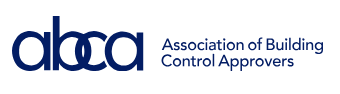 abca
Association of Building
Control Approvers